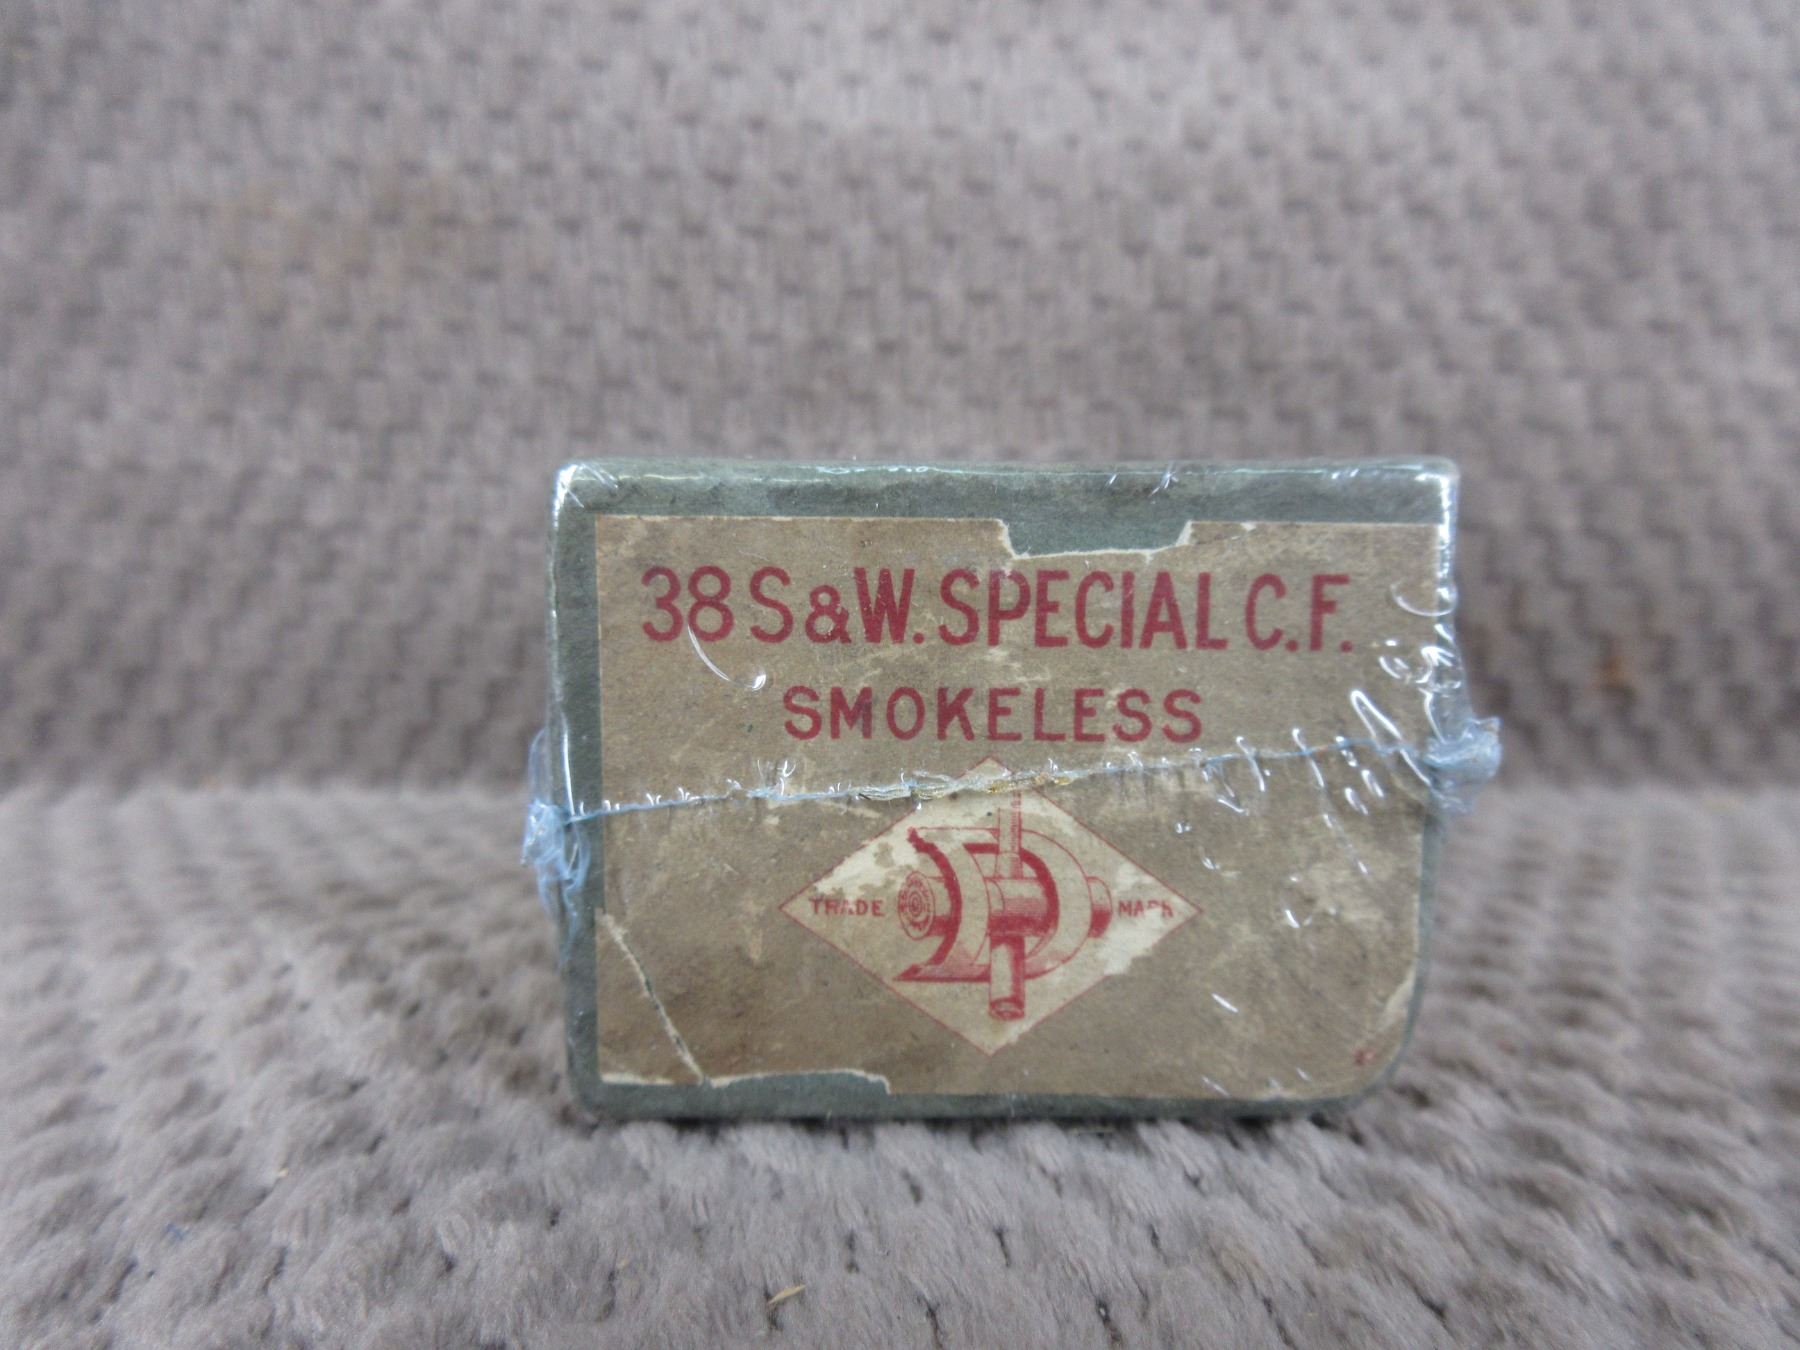 38 S&W. SPECIAL C.F.
SMOKELESS
TRADE MARK